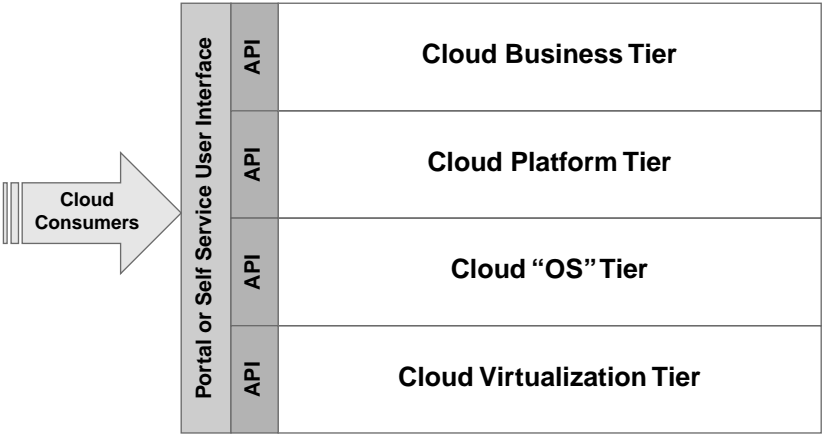 Cloud
Consumers
Portal or Self Service User Interface
API
Cloud Business Tier
API
Cloud Platform Tier
API
Cloud “OS” Tier
API
Cloud Virtualization Tier